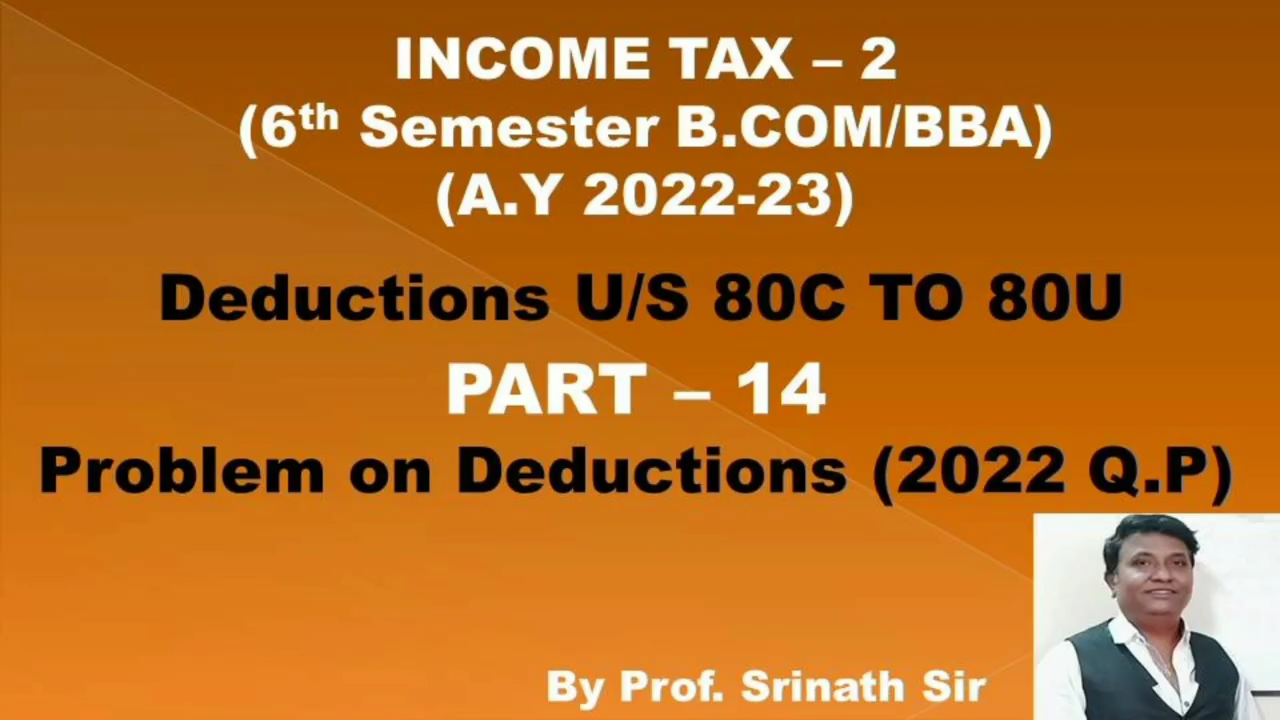 INCOME TAX – 2
(6th Semester B.COM/BBA)
(A.Y 2022-23)
Deductions U/S 80C TO 80U
PART – 14
Problem on Deductions (2022 Q.P)
By Prof. Srinath Sir